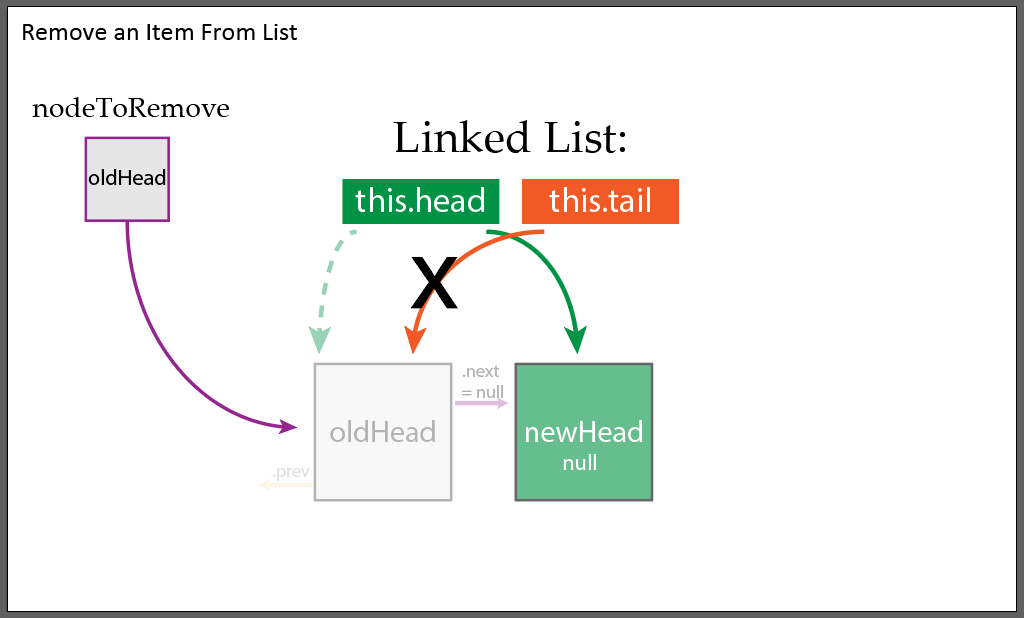 Remove an Item From List
nodeToRemove
oldHead
Linked List:
this.head
this.tail
X
.next
= null
oldHead
newHead
null
.prev